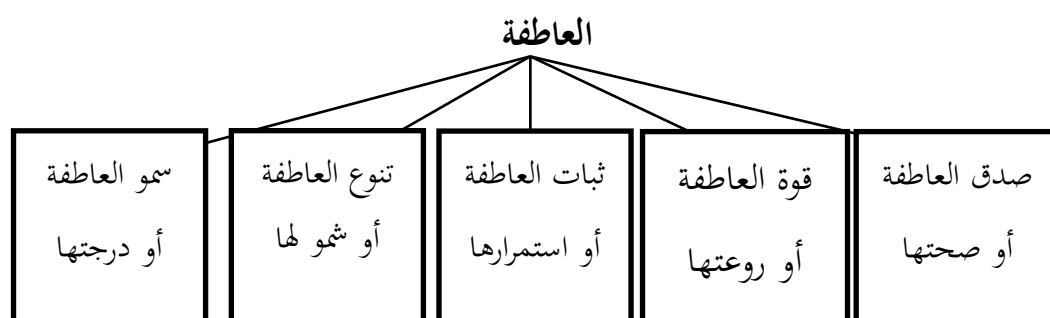 العاطفة
صدق العاطفة
أو صحتها
قوة العاطفة
أو روعتها
ثبات العاطفة
أو استمرارها
تنوع العاطفة
أو شمو لها
سمو العاطفة
أو درجتها